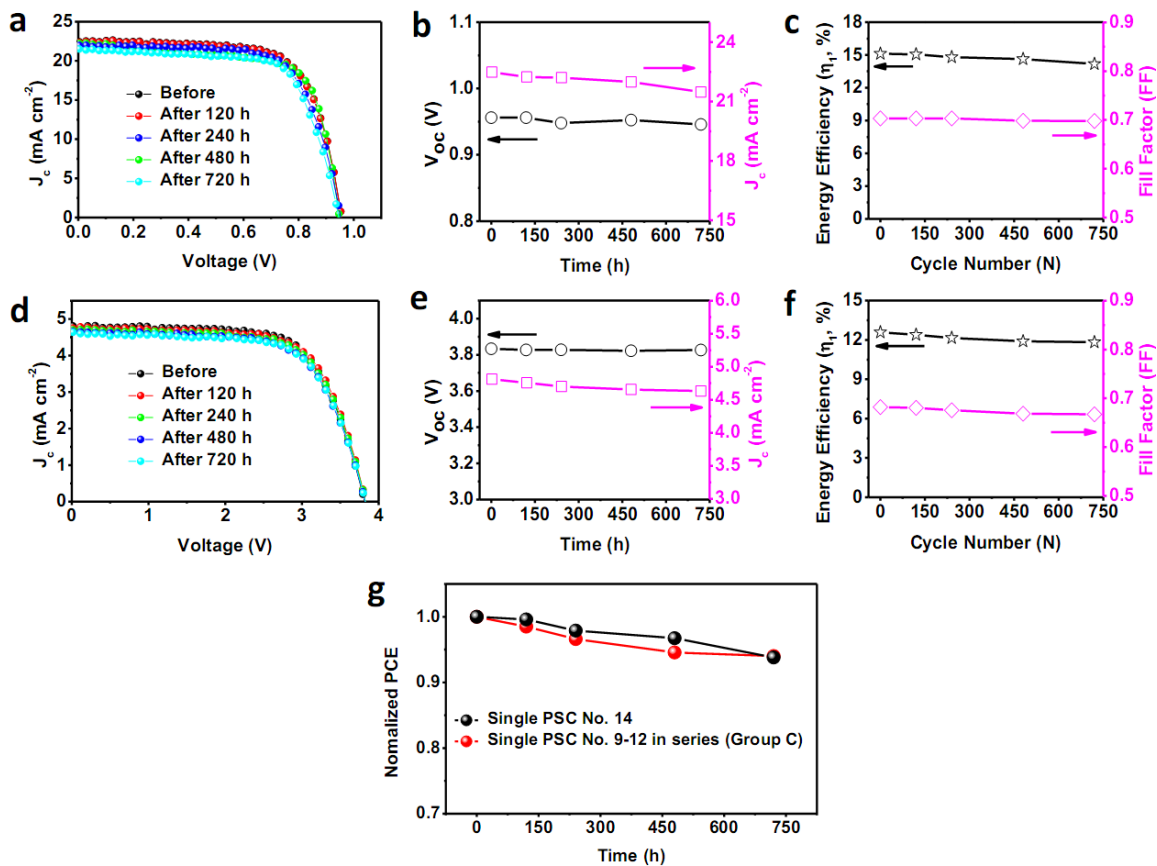 a
25
20
15
10
5
0
J_c (mA cm⁻²)
Before
After 120 h
After 240 h
After 480 h
After 720 h
0.0 0.2 0.4 0.6 0.8 1.0
Voltage (V)
b
1.1
1.0
0.9
0.8
V_OC (V)
0 150 300 450 600 750
Time (h)
24
22
21
18
15
J_c (mA cm⁻²)
c
18
15
12
9
6
3
0
Energy Efficiency (η₁, %)
0 150 300 450 600 750
Cycle Number (N)
0.9
0.8
0.7
0.6
0.5
Fill Factor (FF)
d
5
4
3
2
1
0
J_c (mA cm⁻²)
Before
After 120 h
After 240 h
After 480 h
After 720 h
0 1 2 3 4
Voltage (V)
e
4.0
3.8
3.6
3.4
3.2
3.0
V_OC (V)
0 150 300 450 600 750
Time (h)
6.0
5.5
5.0
4.5
4.0
3.5
3.0
J_c (mA cm⁻²)
f
15
12
9
6
3
0
Energy Efficiency (η₁, %)
0 150 300 450 600 750
Cycle Number (N)
0.9
0.8
0.7
0.6
0.5
Fill Factor (FF)
g
1.0
0.9
0.8
0.7
Nomalized PCE
Single PSC No. 14
Single PSC No. 9-12 in series (Group C)
0 150 300 450 600 750
Time (h)